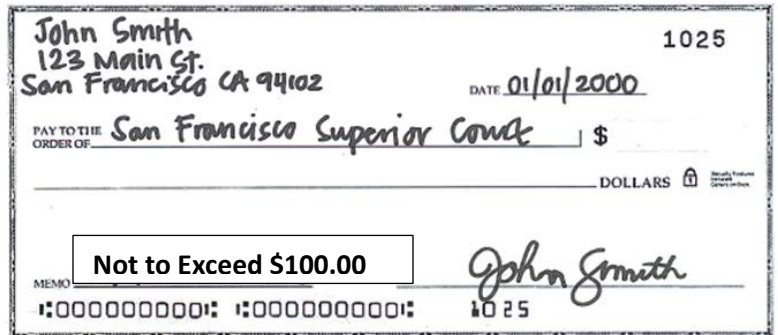 John Smith
1025
123 Main St.
San Francisco CA 94102
DATE 01/01/2000
PAY TO THE ORDER OF San Francisco Superior Court $
DOLLARS
Not to Exceed $100.00
John Smith
MEMO
⑆000000000⑆ ⑆000000000⑆ 1025